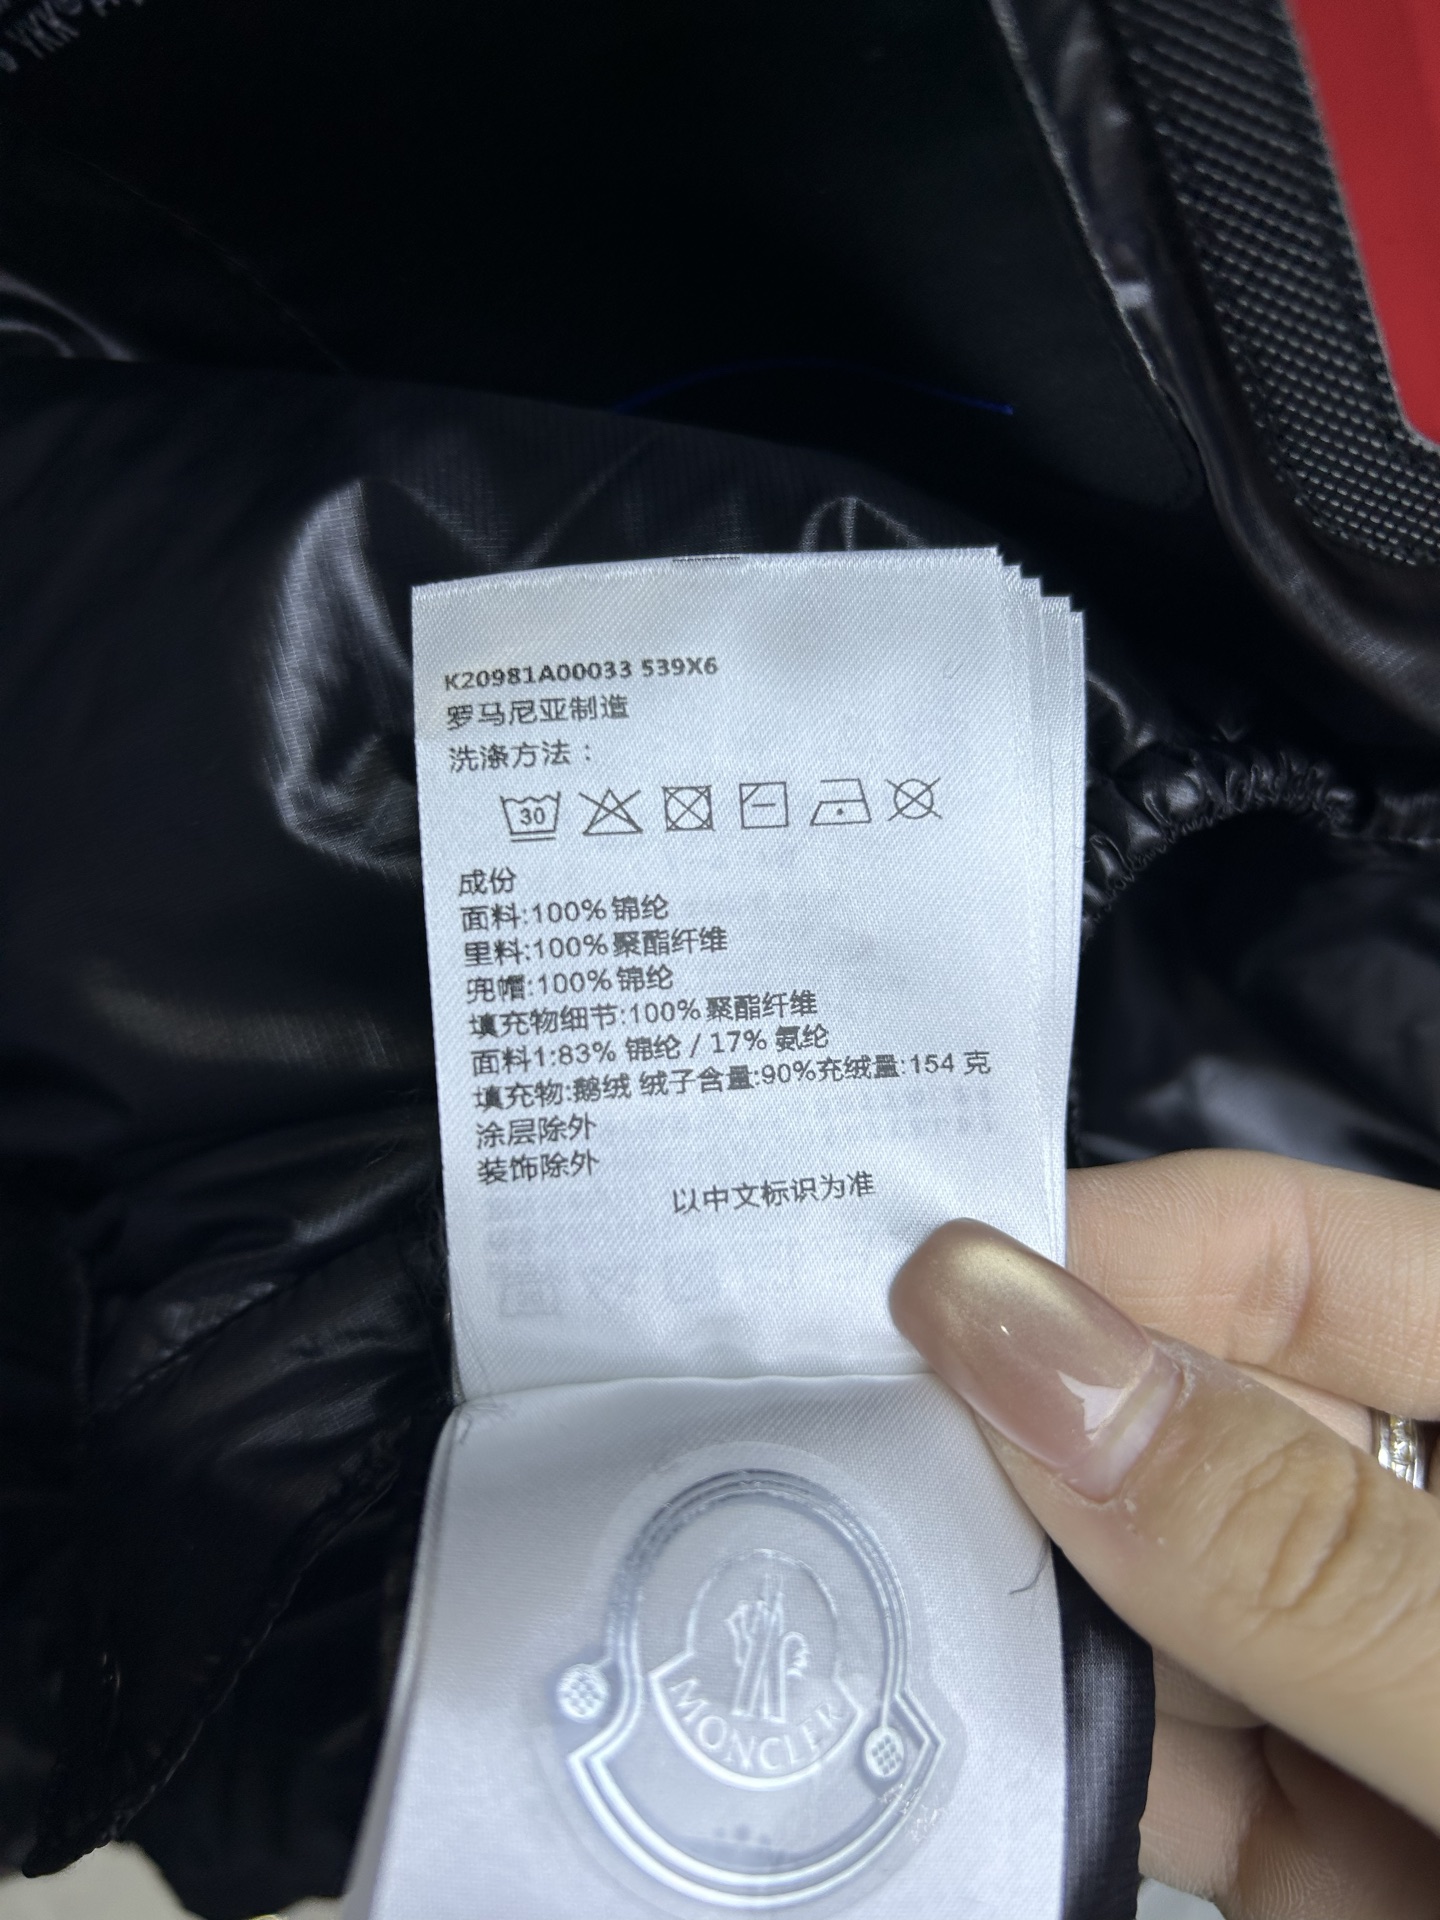 YKK
K20981A00033 539X6
罗马尼亚制造
洗涤方法：
30
成份
面料:100% 锦纶
里料:100% 聚酯纤维
兜帽:100% 锦纶
填充物细节:100% 聚酯纤维
面料1:83% 锦纶 / 17% 氨纶
填充物:鹅绒 绒子含量:90%充绒量:154 克
涂层除外
装饰除外
以中文标识为准
MONCLER